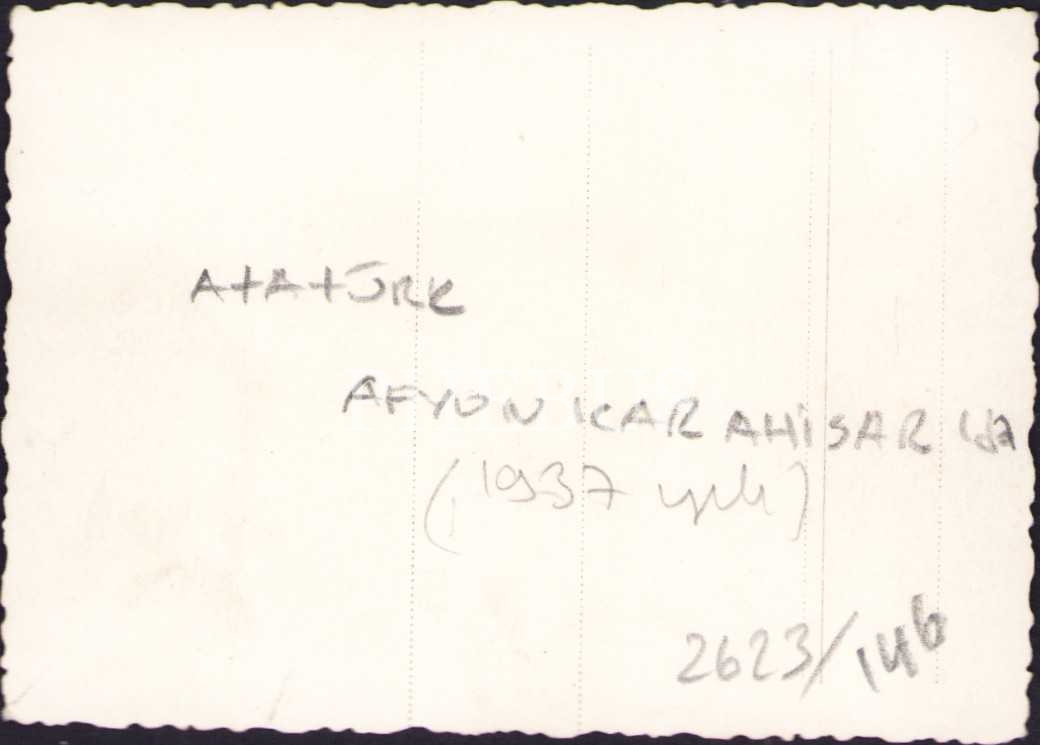 ATATÜRK
AFYON KARAHİSAR'da
(1937 yılı)
2623/146